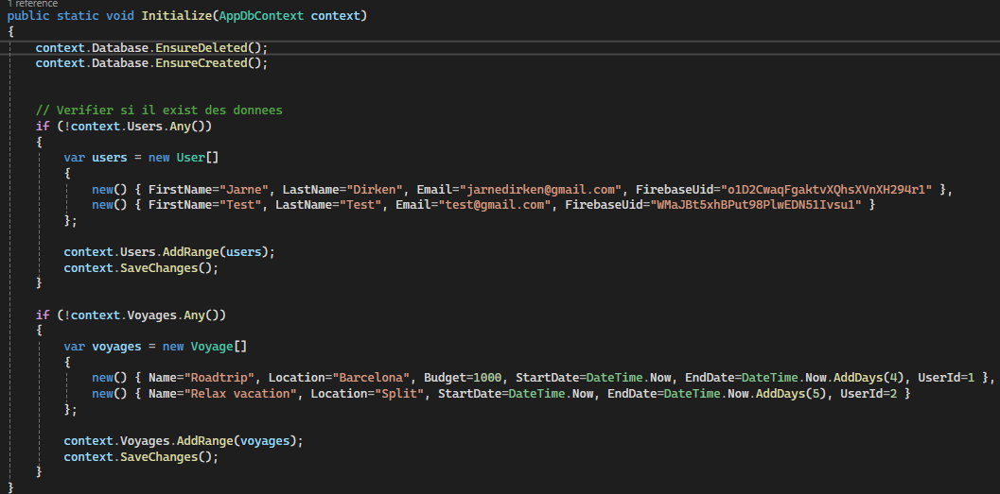 1 reference
public static void Initialize(AppDbContext context)
{
context.Database.EnsureDeleted();
context.Database.EnsureCreated();
// Verifier si il exist des donnees
if (!context.Users.Any())
{
var users = new User[]
{
new() { FirstName="Jarne", LastName="Dirken", Email="jarnedirken@gmail.com", FirebaseUid="o1D2CwaqFgaktvXQhsXVnXH294r1" },
new() { FirstName="Test", LastName="Test", Email="test@gmail.com", FirebaseUid="WMaJBt5xhBPut98PlwEDN51Ivsu1" }
};
context.Users.AddRange(users);
context.SaveChanges();
}
if (!context.Voyages.Any())
{
var voyages = new Voyage[]
{
new() { Name="Roadtrip", Location="Barcelona", Budget=1000, StartDate=DateTime.Now, EndDate=DateTime.Now.AddDays(4), UserId=1 },
new() { Name="Relax vacation", Location="Split", StartDate=DateTime.Now, EndDate=DateTime.Now.AddDays(5), UserId=2 }
};
context.Voyages.AddRange(voyages);
context.SaveChanges();
}
}